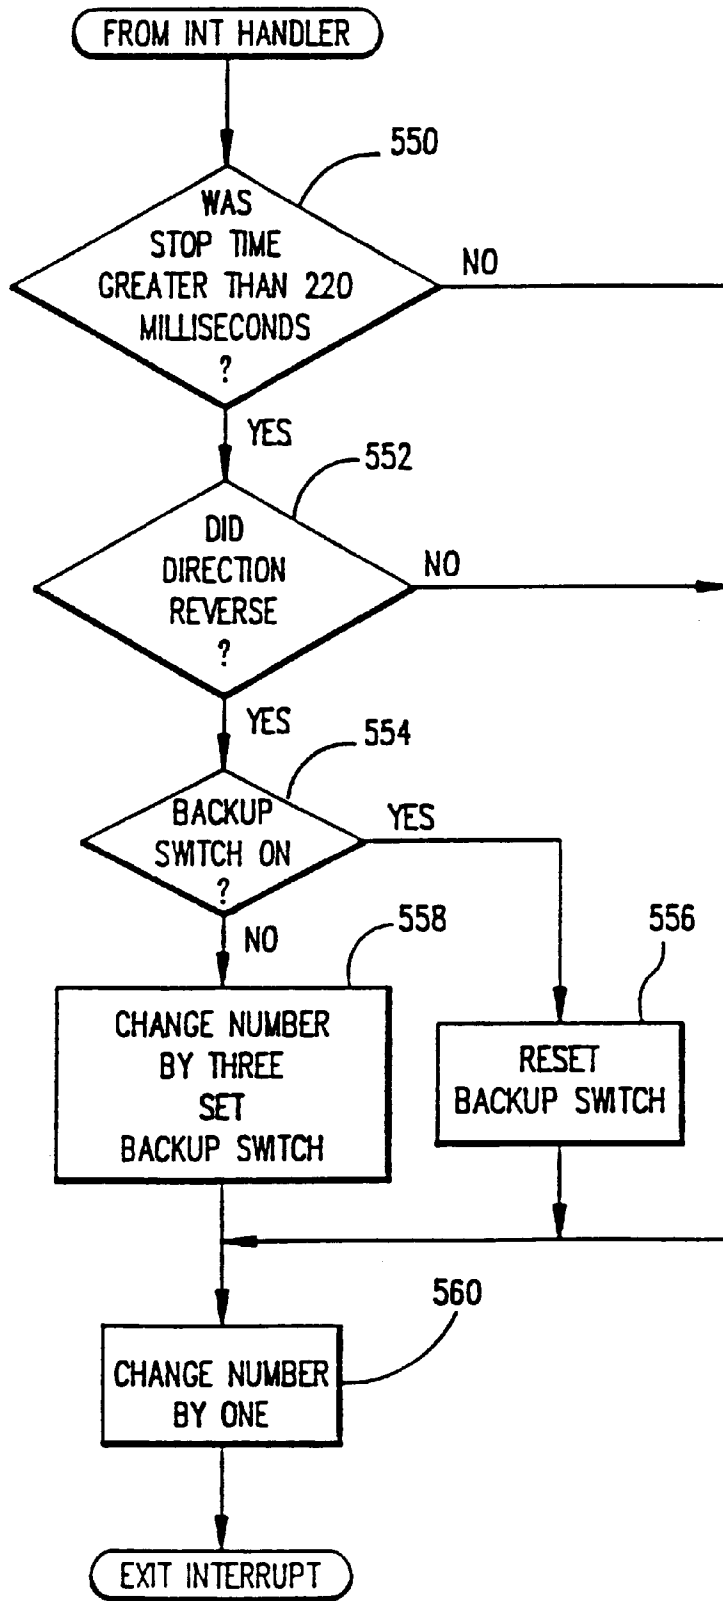 FROM INT HANDLER
550
WAS
STOP TIME
GREATER THAN 220
MILLISECONDS
?
NO
YES
552
DID
DIRECTION
REVERSE
?
NO
YES
554
BACKUP
SWITCH ON
?
YES
NO
558
CHANGE NUMBER
BY THREE
SET
BACKUP SWITCH
556
RESET
BACKUP SWITCH
560
CHANGE NUMBER
BY ONE
EXIT INTERRUPT